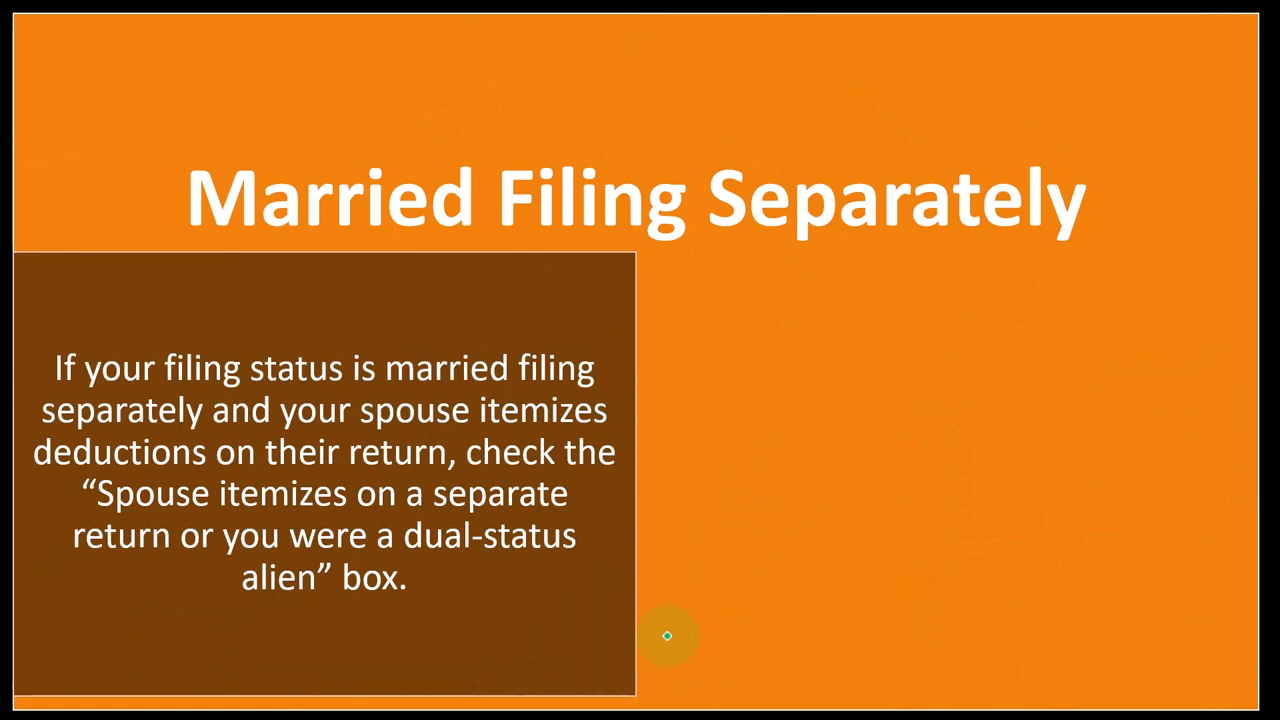 Married Filing Separately
If your filing status is married filing
separately and your spouse itemizes
deductions on their return, check the
“Spouse itemizes on a separate
return or you were a dual-status
alien” box.